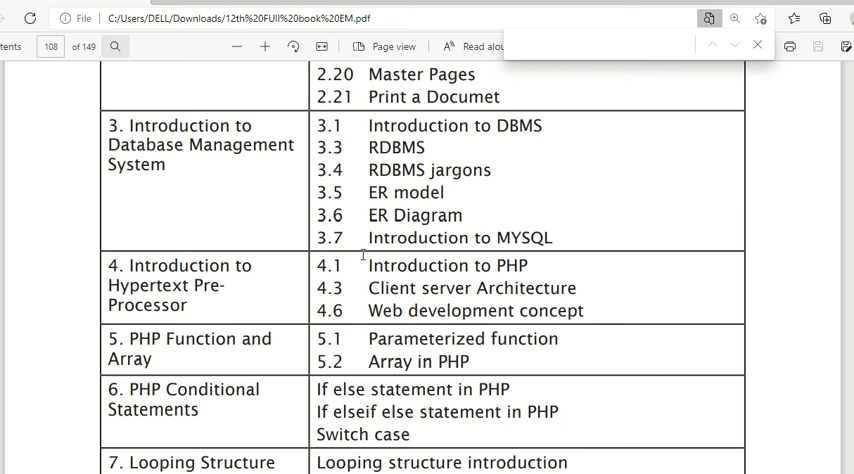 File
C:/Users/DELL/Downloads/12th%20FUll%20book%20EM.pdf
tents
108
of 149
Page view
Read alou
2.20 Master Pages
2.21 Print a Documet
3. Introduction to
Database Management
System
3.1 Introduction to DBMS
3.3 RDBMS
3.4 RDBMS jargons
3.5 ER model
3.6 ER Diagram
3.7 Introduction to MYSQL
4. Introduction to
Hypertext Pre-
Processor
4.1 Introduction to PHP
4.3 Client server Architecture
4.6 Web development concept
5. PHP Function and
Array
5.1 Parameterized function
5.2 Array in PHP
6. PHP Conditional
Statements
If else statement in PHP
If elseif else statement in PHP
Switch case
7. Looping Structure
Looping structure introduction